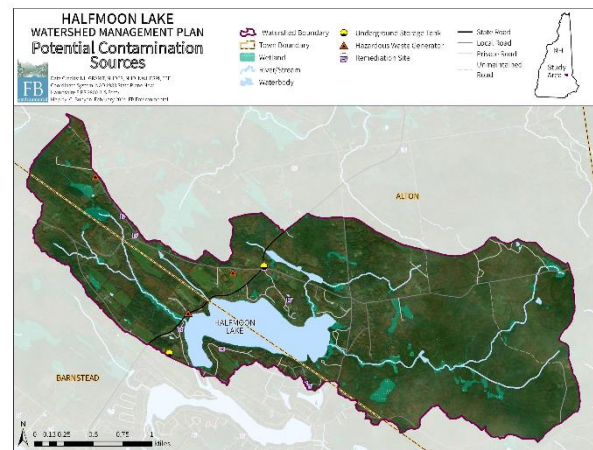 HALFMOON LAKE
WATERSHED MANAGEMENT PLAN
Potential Contamination
Sources
FB
Watershed Boundary
Town Boundary
Wetland
River/Stream
Waterbody
Underground Storage Tank
Hazardous Waste Generator
Remediation Site
State Road
Local Road
Private Road
Unmaintained
Road
NH
Study
Area
ALTON
HALFMOON
LAKE
BARNSTEAD
N
0 0.13 0.25 0.5 0.75 1
Miles